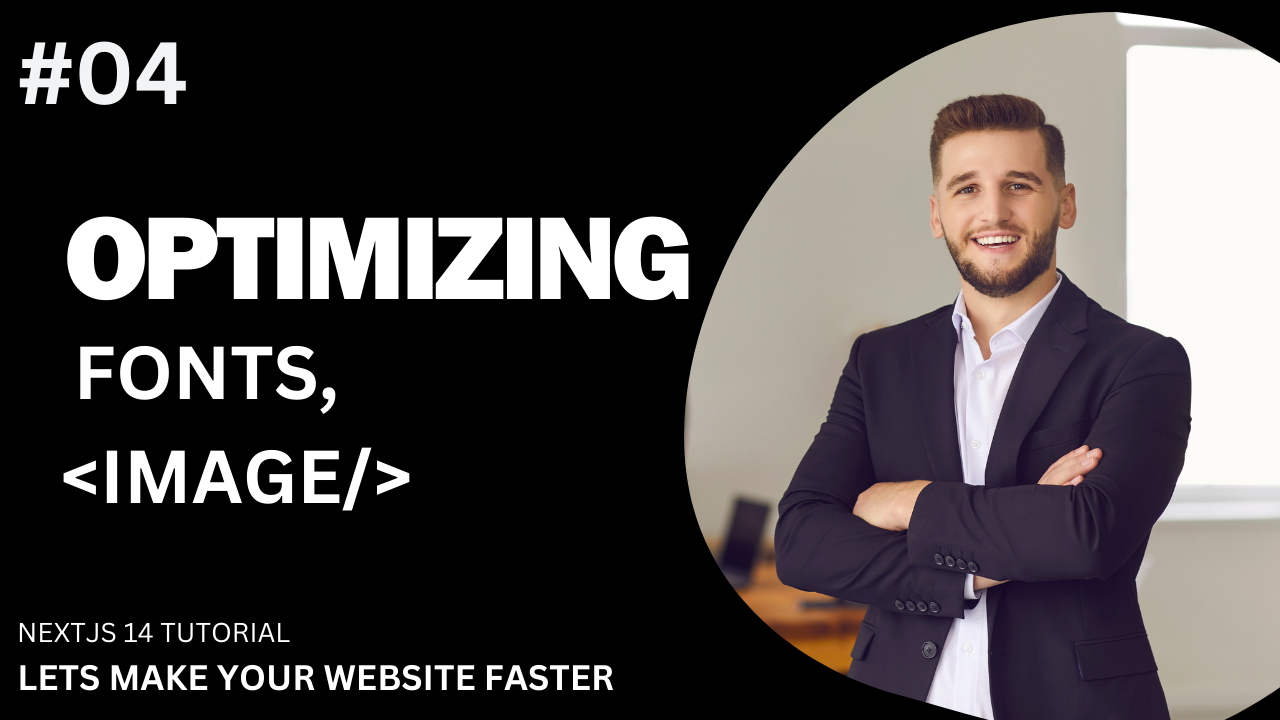 #04
OPTIMIZING
FONTS,
<IMAGE/>
NEXTJS 14 TUTORIAL
LETS MAKE YOUR WEBSITE FASTER